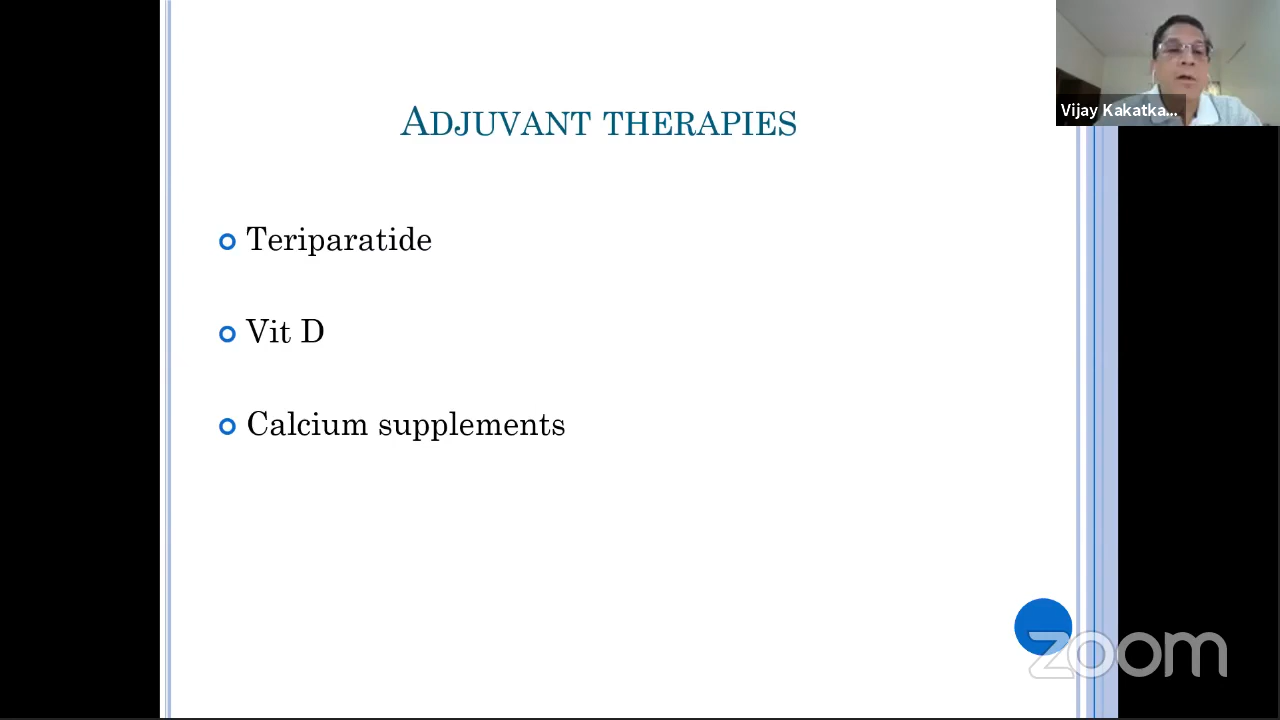 Vijay Kakatka...
ADJUVANT THERAPIES
Teriparatide
Vit D
Calcium supplements
zoom